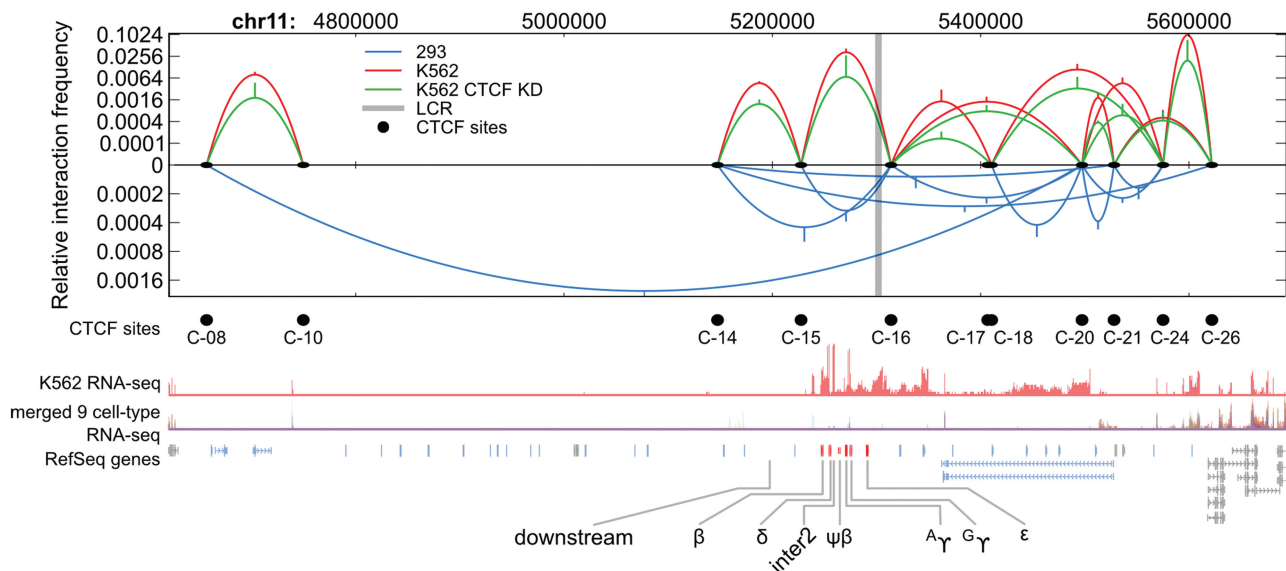 chr11: 4800000 5000000 5200000 5400000 5600000
Relative interaction frequency
0.1024
0.0256
0.0064
0.0016
0.0004
0.0001
0
0.0002
0.0004
0.0008
0.0016
293
K562
K562 CTCF KD
LCR
CTCF sites
CTCF sites
C-08 C-10 C-14 C-15 C-16 C-17 C-18 C-20 C-21 C-24 C-26
K562 RNA-seq
merged 9 cell-type
RNA-seq
RefSeq genes
downstream β δ inter2 ψβ Aγ Gγ ε